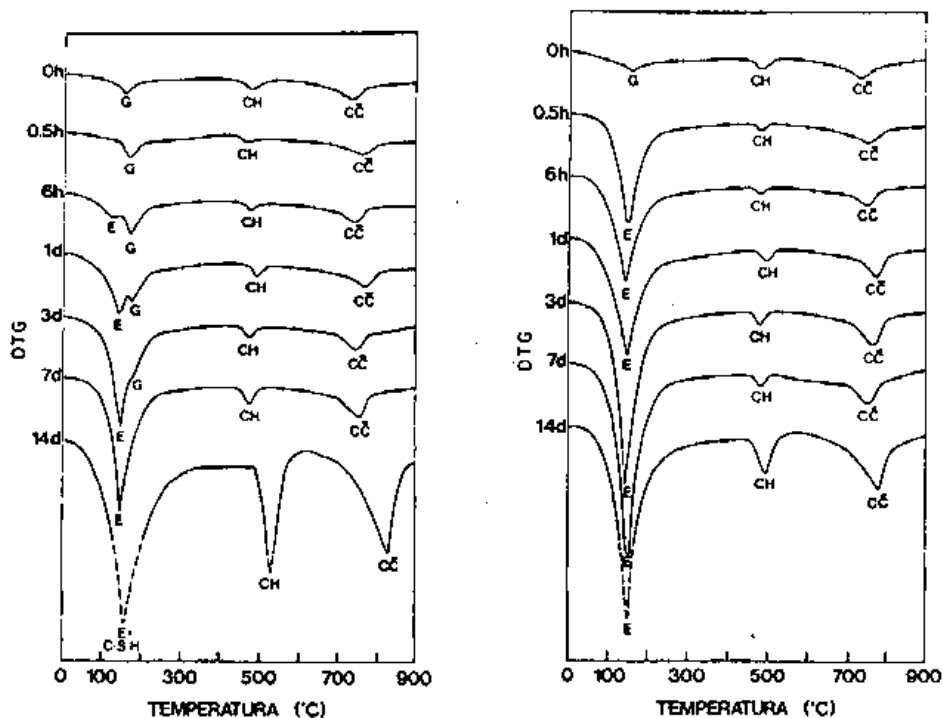 0h
G
CH
CC̄
0.5h
G
CH
CC̄
6h
E
G
CH
CC̄
1d
E
G
CH
CC̄
3d
G
CH
CC̄
7d
E
CH
CC̄
14d
E
CH
CC̄
E
C-S-H
DTG
0 100 300 500 700 900
TEMPERATURA (°C)
0h
G
CH
CC̄
0.5h
CH
CC̄
6h
E
CH
CC̄
1d
E
CH
CC̄
3d
E
CH
CC̄
7d
CH
CC̄
14d
E
CH
CC̄
E
E
DTG
0 100 300 500 700 900
TEMPERATURA (°C)